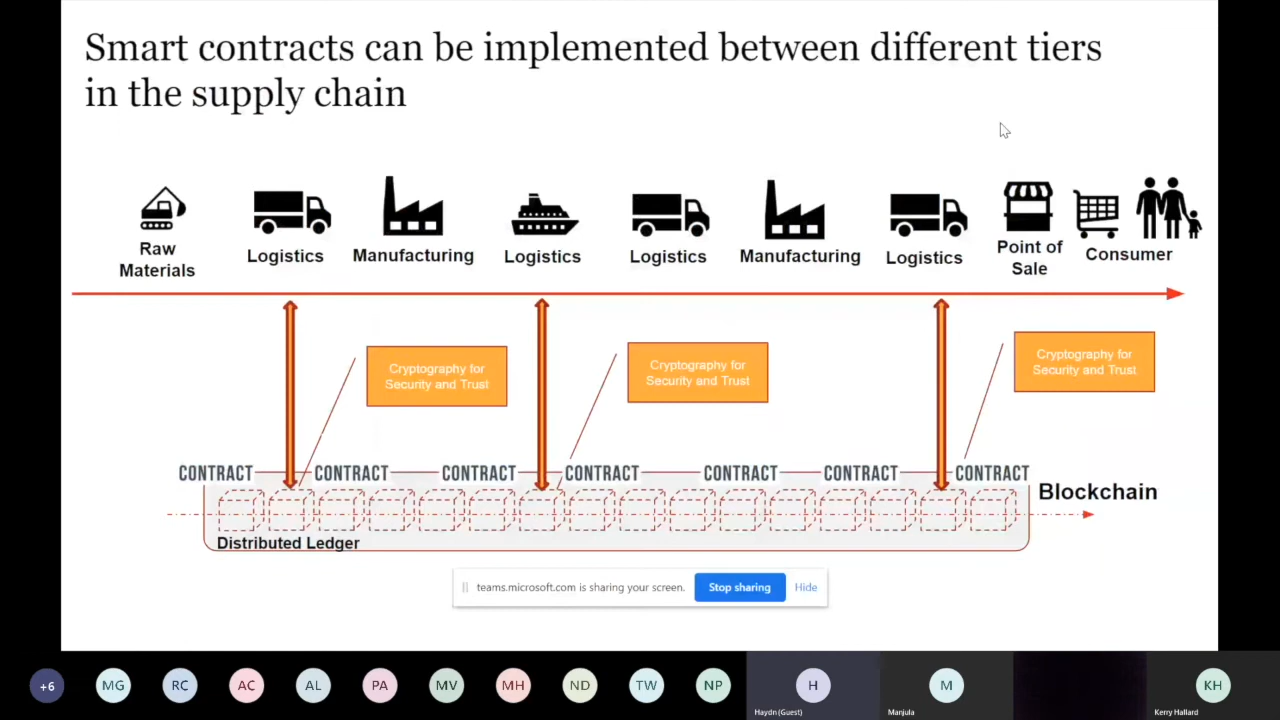 Smart contracts can be implemented between different tiers
in the supply chain
Raw
Materials
Logistics
Manufacturing
Logistics
Logistics
Manufacturing
Logistics
Point of
Sale
Consumer
Cryptography for
Security and Trust
Cryptography for
Security and Trust
Cryptography for
Security and Trust
CONTRACT
CONTRACT
CONTRACT
CONTRACT
CONTRACT
CONTRACT
CONTRACT
Blockchain
Distributed Ledger
teams.microsoft.com is sharing your screen.
Stop sharing
Hide
+6
MG
RC
AC
AL
PA
MV
MH
ND
TW
NP
H
Haydn (Guest)
M
Manjula
KH
Kerry Hallard